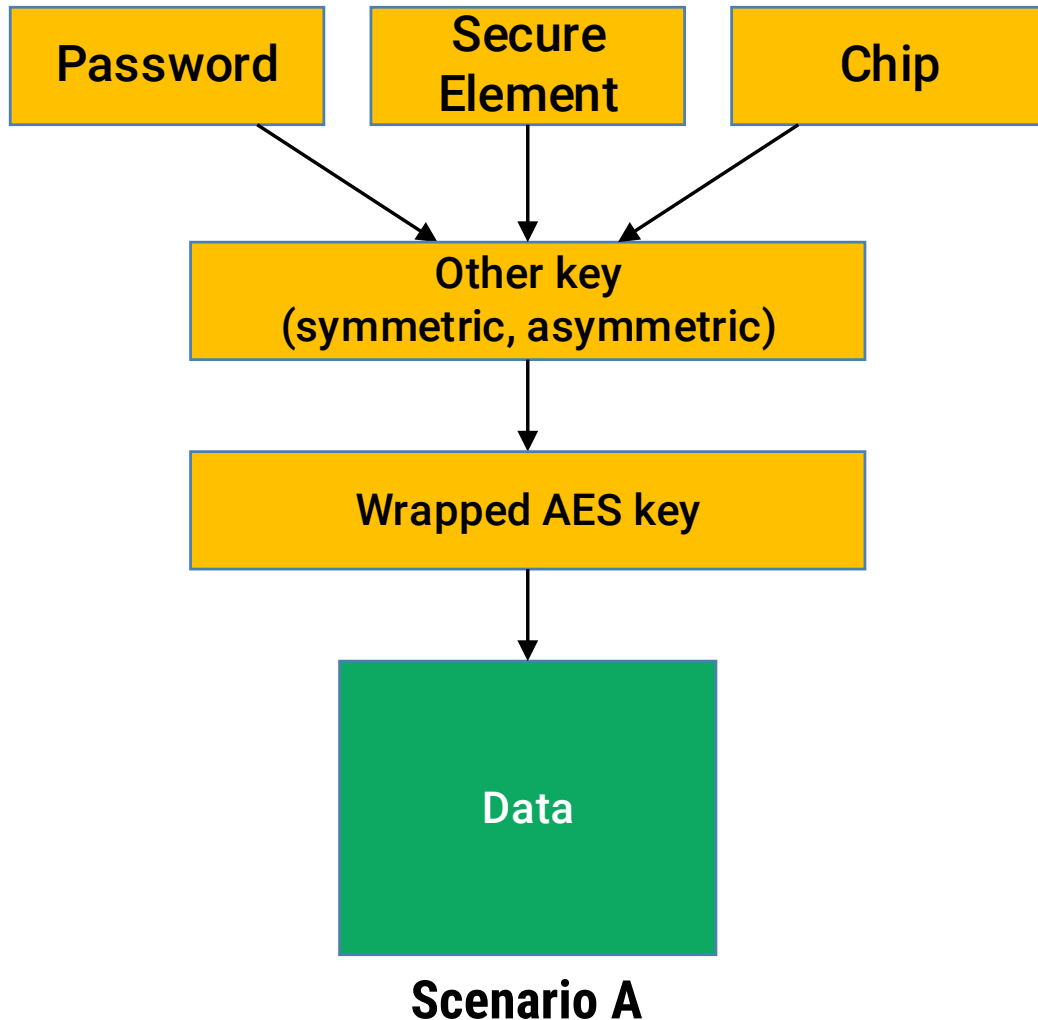 Password
Secure
Element
Chip
Other key
(symmetric, asymmetric)
Wrapped AES key
Data
Scenario A